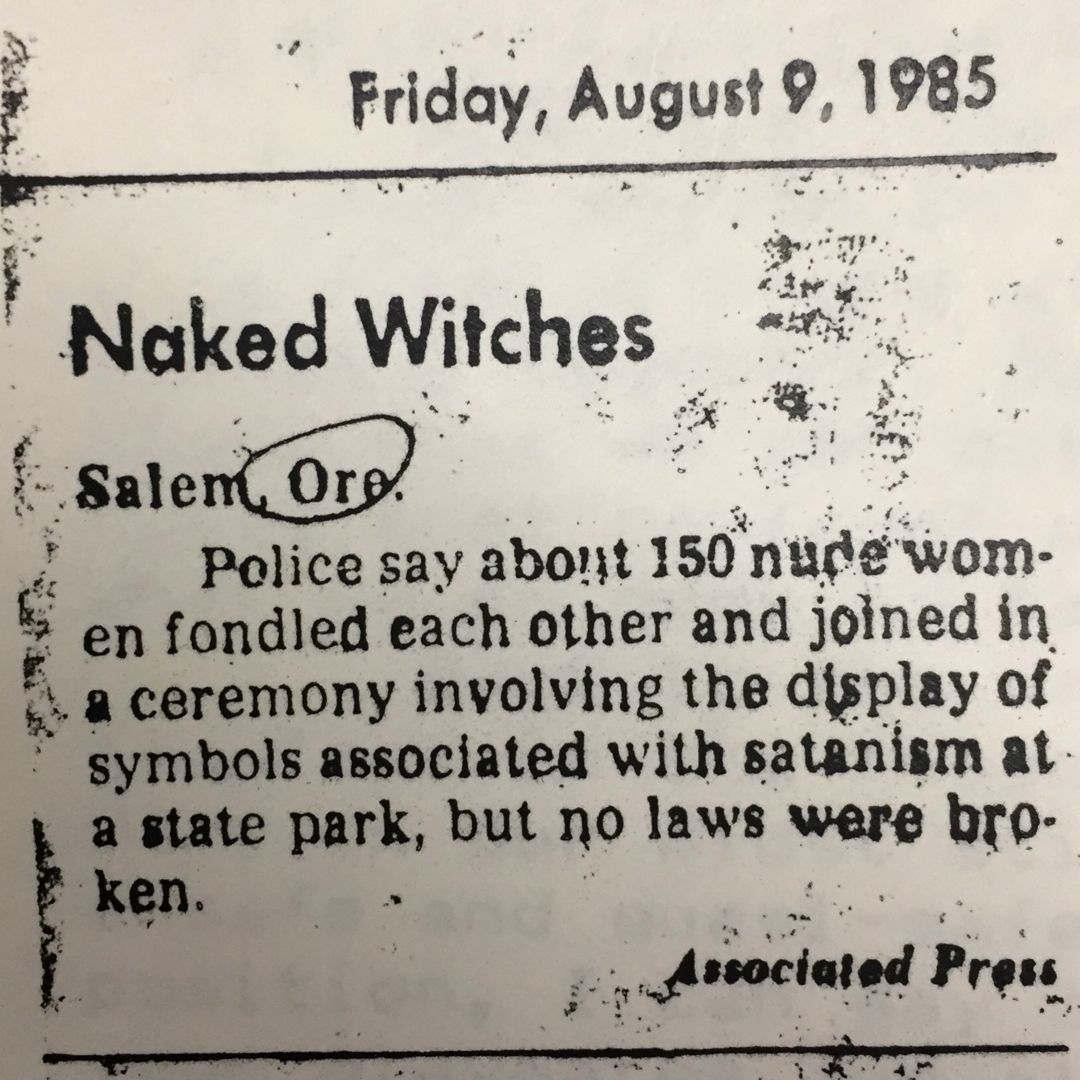 Friday, August 9, 1985
Naked Witches
Salem, Ore.
Police say about 150 nude wom-
en fondled each other and joined in
a ceremony involving the display of
symbols associated with satanism at
a state park, but no laws were bro-
ken.
Associated Press